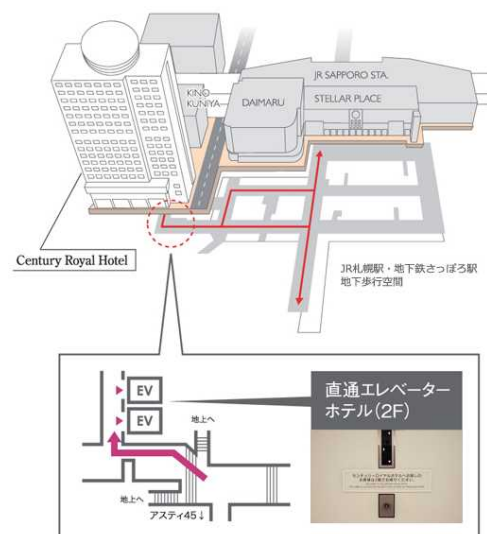 JR SAPPORO STA.
KINO
KUNIYA
DAIMARU
STELLAR PLACE
Century Royal Hotel
JR札幌駅・地下鉄さっぽろ駅
地下歩行空間
EV
EV
地上へ
地上へ
アスティ45↓
直通エレベーター
ホテル(2F)